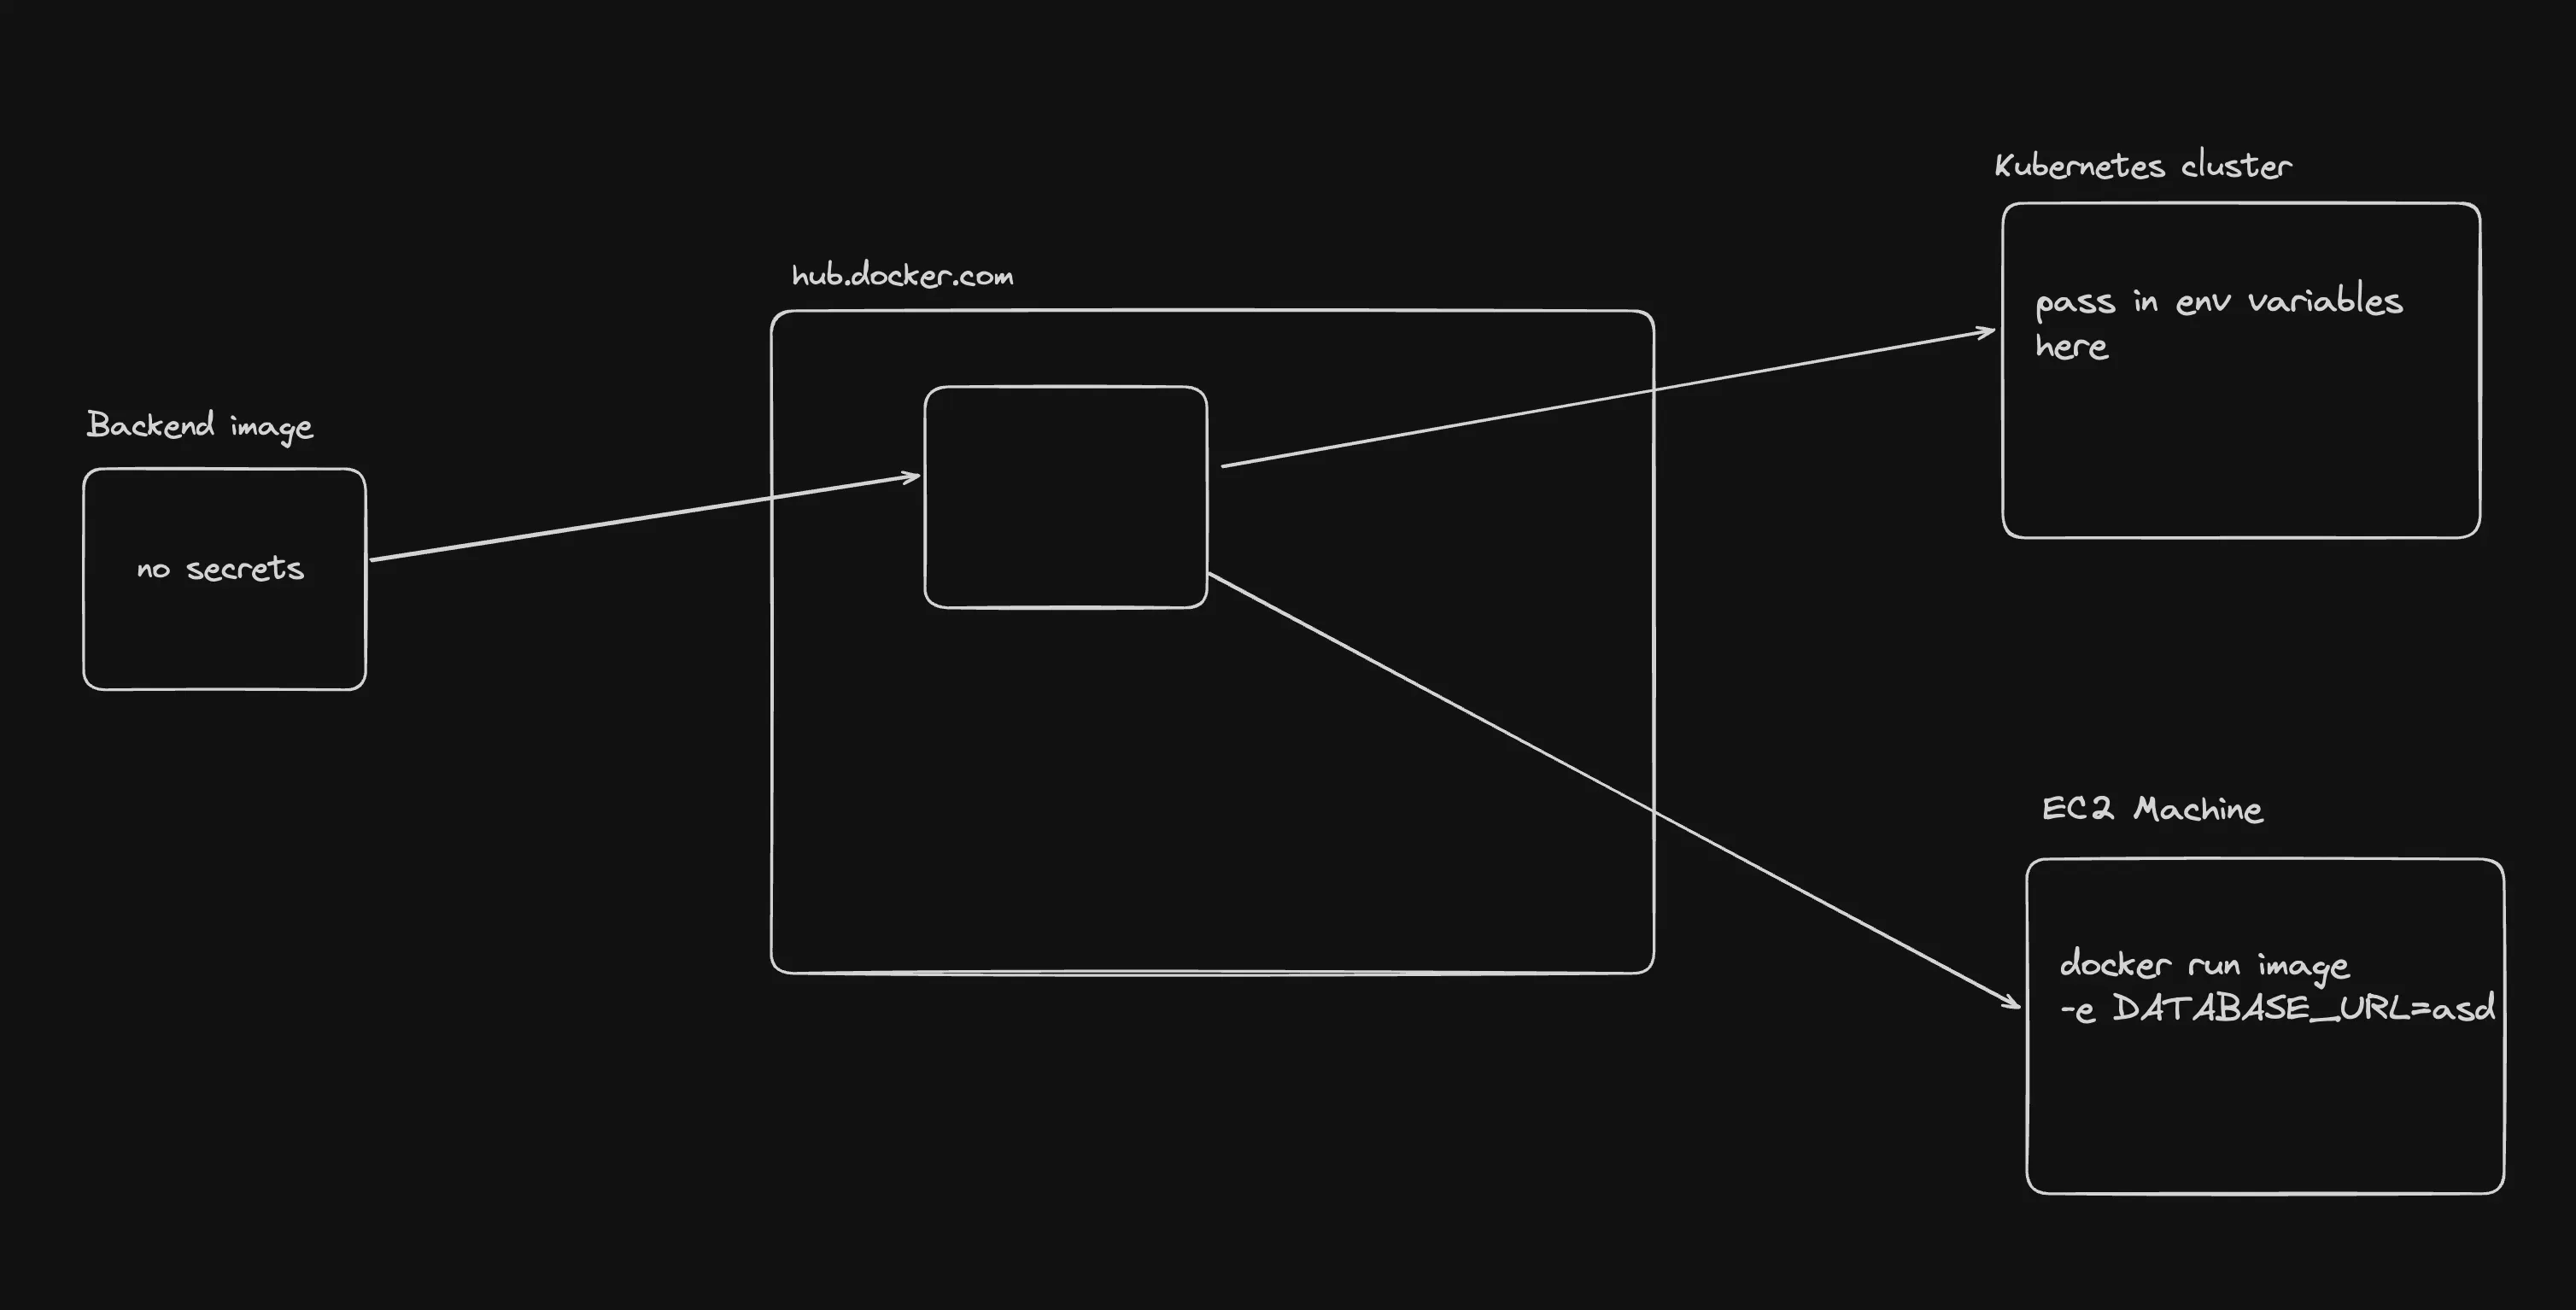 Backend image
no secrets
hub.docker.com
Kubernetes cluster
pass in env variables
here
EC2 Machine
docker run image
-e DATABASE_URL=asd